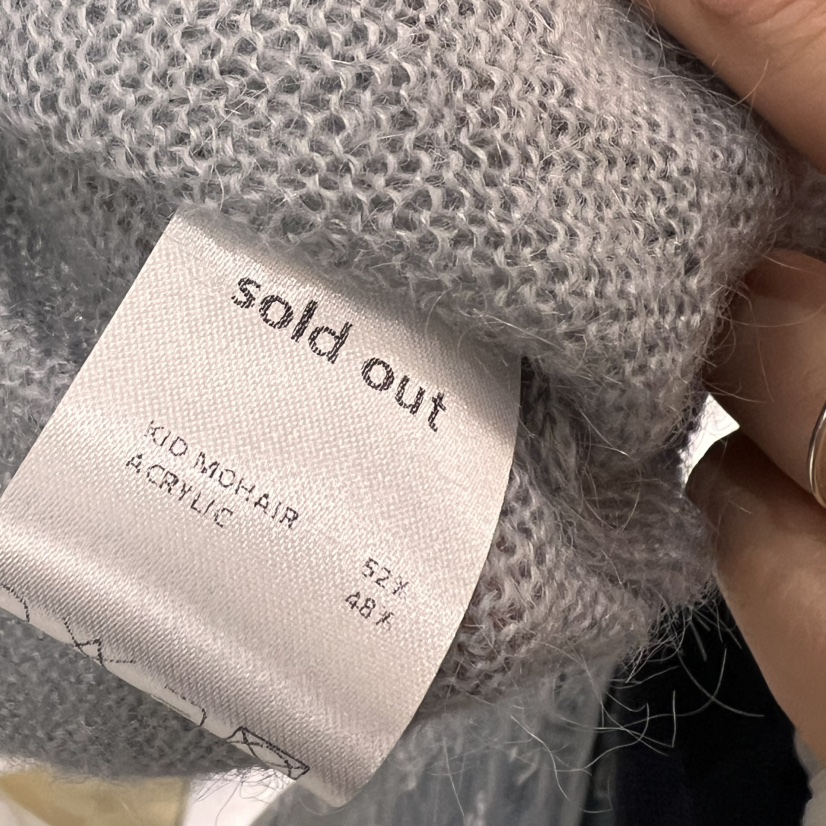 sold out
KID MOHAIR 52%
ACRYLIC 48%